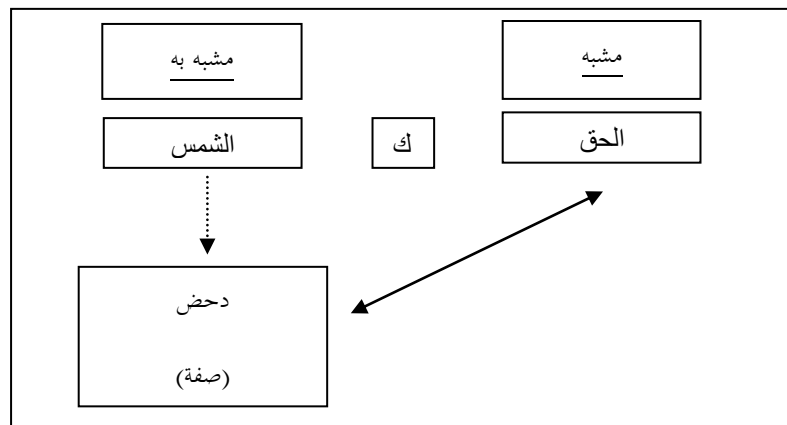 مشبه
مشبه به
الحق
ك
الشمس
دحض
(صفة)